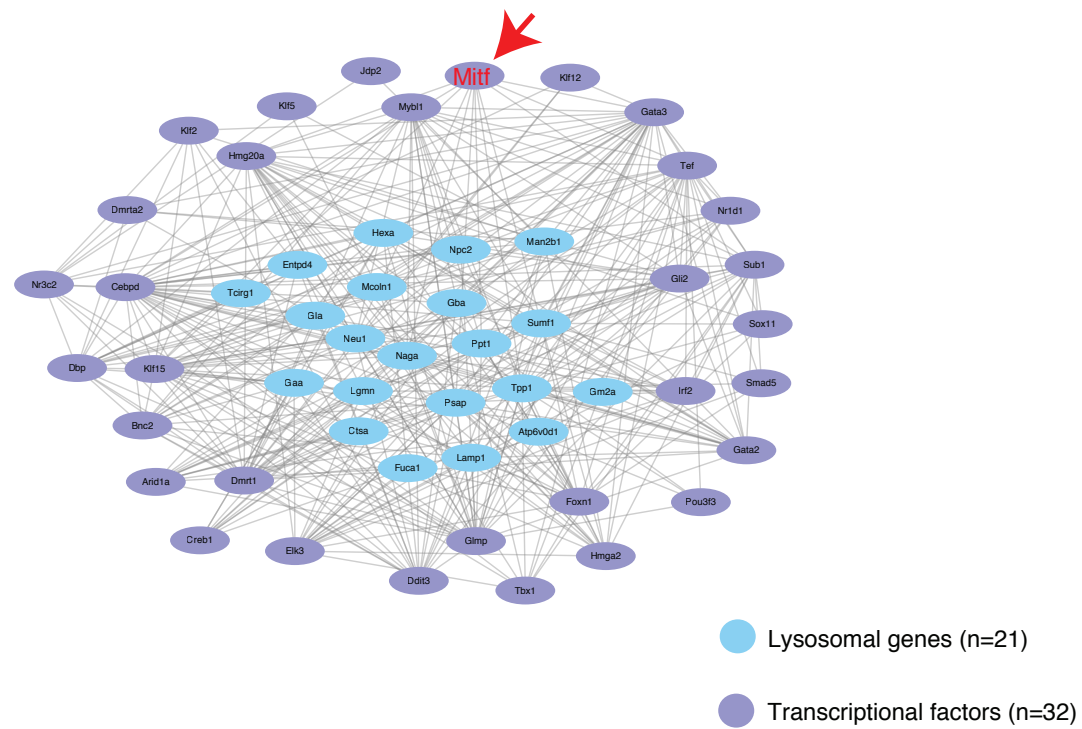 Jdp2
Mitf
Klf12
Klf5
Mybl1
Gata3
Klf2
Hmg20a
Tef
Dmrta2
Nr1d1
Hexa
Npc2
Man2b1
Entpd4
Sub1
Nr3c2
Cebpd
Tcirg1
Mcoln1
Gli2
Gla
Gba
Sumf1
Sox11
Neu1
Naga
Ppt1
Dbp
Klf15
Gaa
Lgmn
Psap
Tpp1
Gm2a
Irf2
Smad5
Bnc2
Ctsa
Atp6v0d1
Gata2
Arid1a
Dmrt1
Fuca1
Lamp1
Foxn1
Pou3f3
Creb1
Elk3
Glmp
Hmga2
Ddit3
Tbx1
Lysosomal genes (n=21)
Transcriptional factors (n=32)